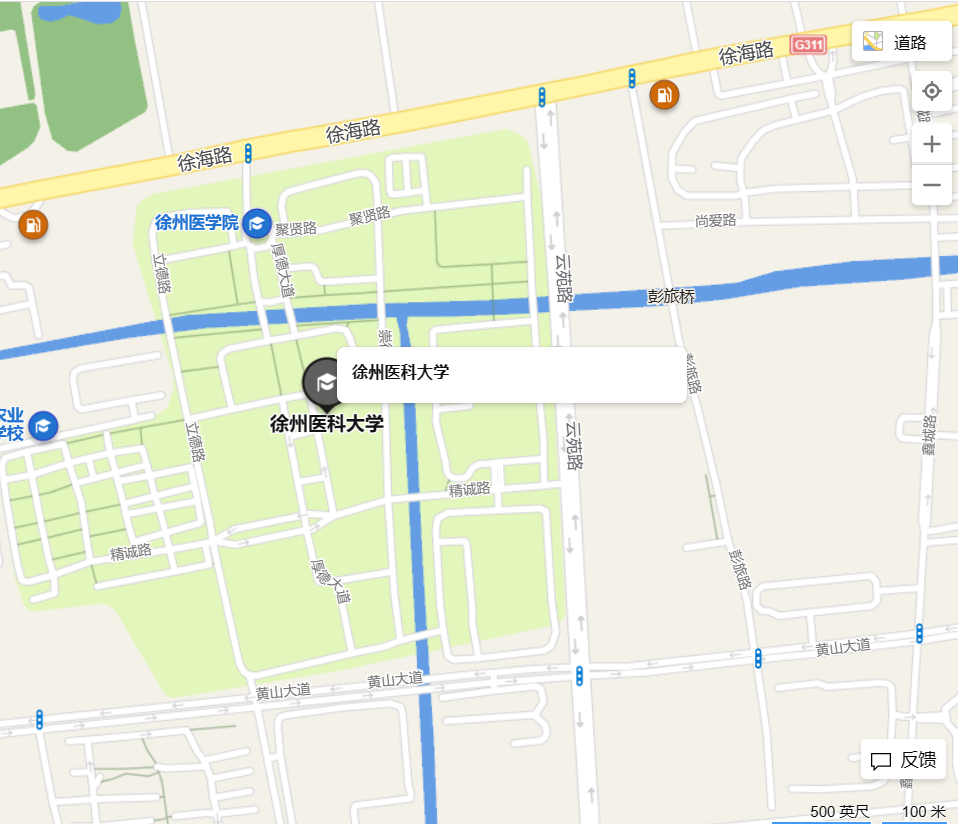 徐海路
G311
道路
徐海路
徐海路
徐州医学院
聚贤路
聚贤路
尚爱路
立德路
厚德大道
云苑路
彭旅桥
崇
徐州医科大学
彭旅路
徐州医科大学
农业
学校
立德路
云苑路
鑫城路
精诚路
精诚路
厚德大道
彭旅路
黄山大道
黄山大道
黄山大道
反馈
500 英尺
100 米